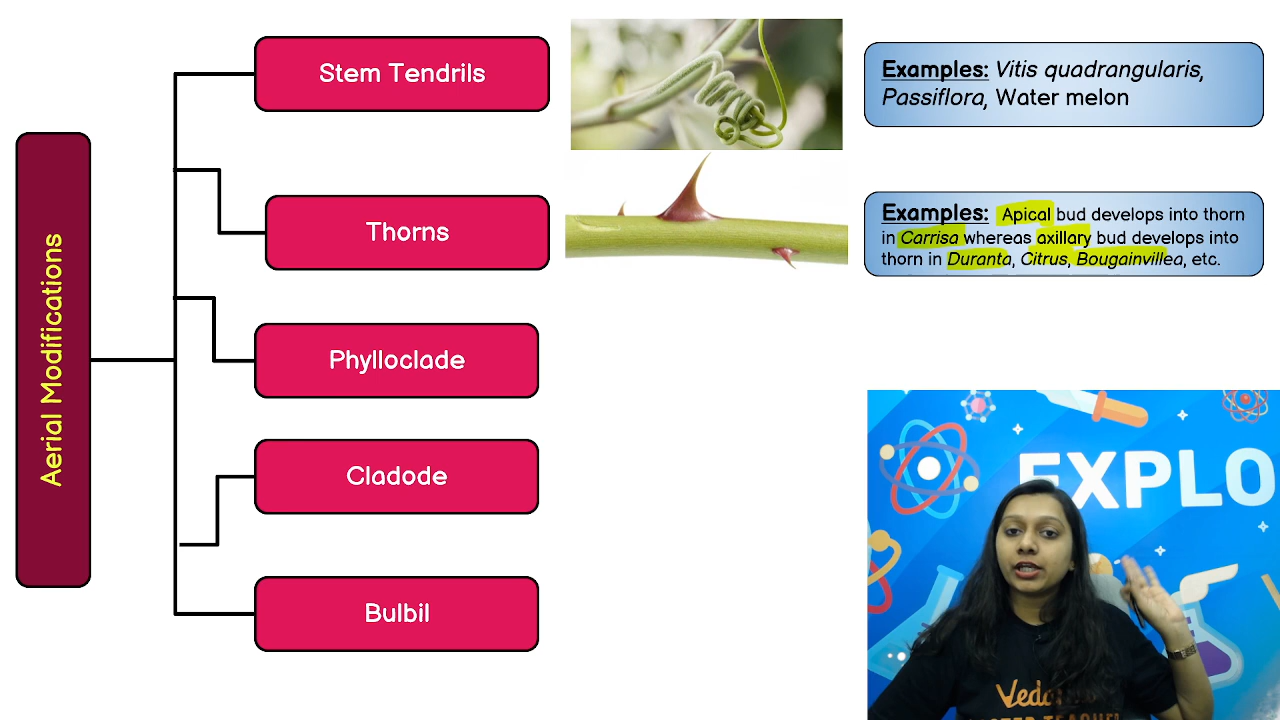 Aerial Modifications
Stem Tendrils
Examples: Vitis quadrangularis,
Passiflora, Water melon
Thorns
Examples: Apical bud develops into thorn
in Carrisa whereas axillary bud develops into
thorn in Duranta, Citrus, Bougainvillea, etc.
Phylloclade
Cladode
Bulbil
EXPLO